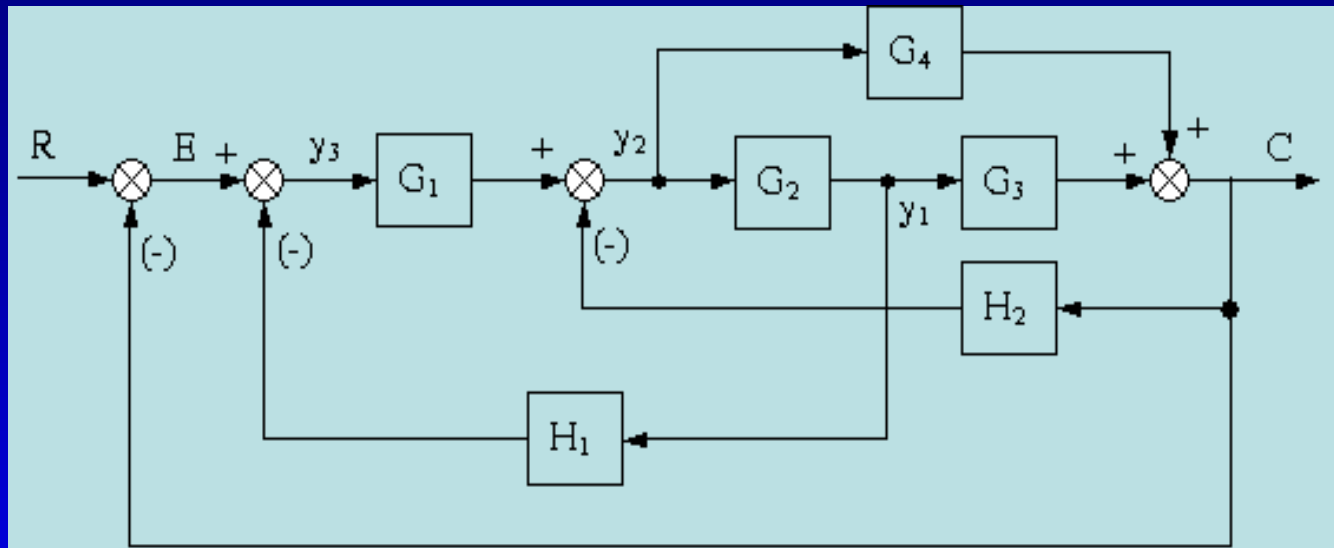 G₄
+
R
E
+
y₃
G₁
+
y₂
G₂
y₁
G₃
+
C
(-)
(-)
(-)
H₂
H₁